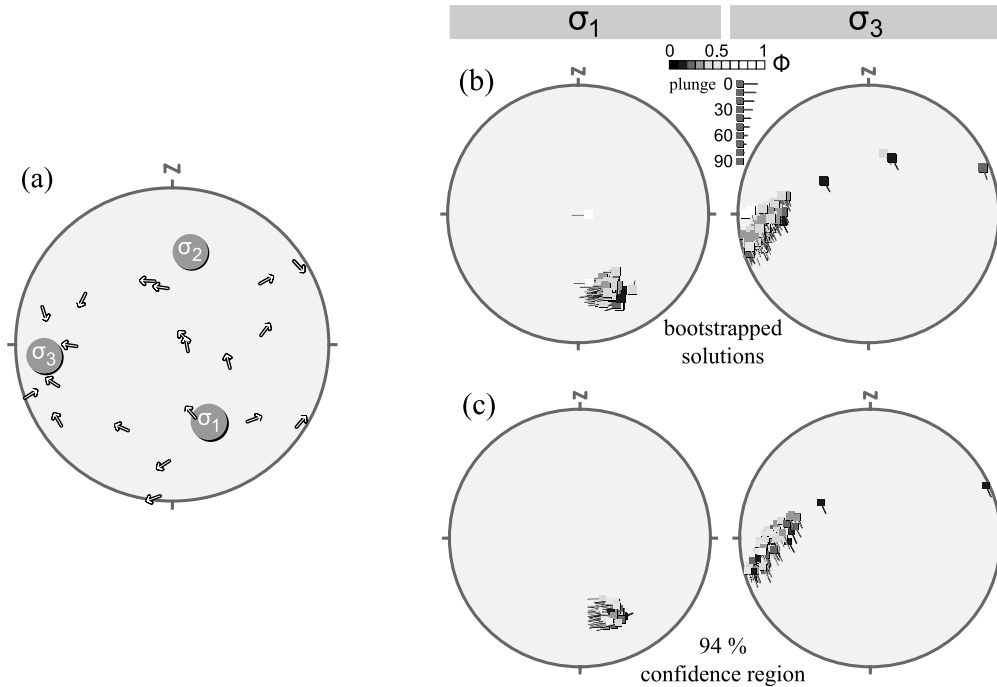 σ1
σ3
0 0.5 1
Φ
(b)
plunge
0
30
60
90
N
N
(a)
N
σ2
σ3
σ1
bootstrapped
solutions
(c)
N
N
94 %
confidence region